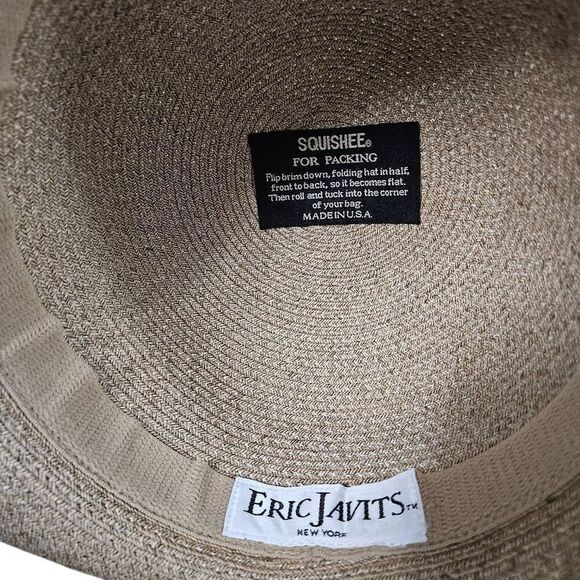 SQUISHEE®
FOR PACKING
Flip brim down, folding hat in half,
front to back, so it becomes flat.
Then roll and tuck into the corner
of your bag.
MADE IN U.S.A.
ERIC JAVITS™
NEW YORK